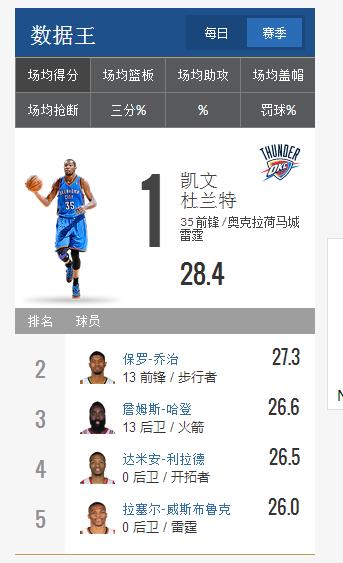 数据王
每日 赛季
场均得分 场均篮板 场均助攻 场均盖帽
场均抢断 三分% % 罚球%
THUNDER
OKC
1
凯文
杜兰特
35 前锋 / 奥克拉荷马城
雷霆
28.4
35
排名 球员
2 保罗-乔治 27.3
13 前锋 / 步行者
3 詹姆斯-哈登 26.6
13 后卫 / 火箭
4 达米安-利拉德 26.5
0 后卫 / 开拓者
5 拉塞尔-威斯布鲁克 26.0
0 后卫 / 雷霆